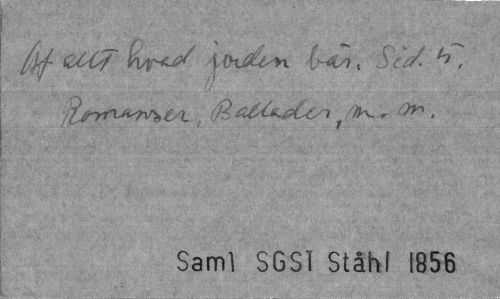 Af allt hvad jorden bär. Sid. 5.
Romanser, Ballader, m. m.
Saml SGST Ståhl 1856